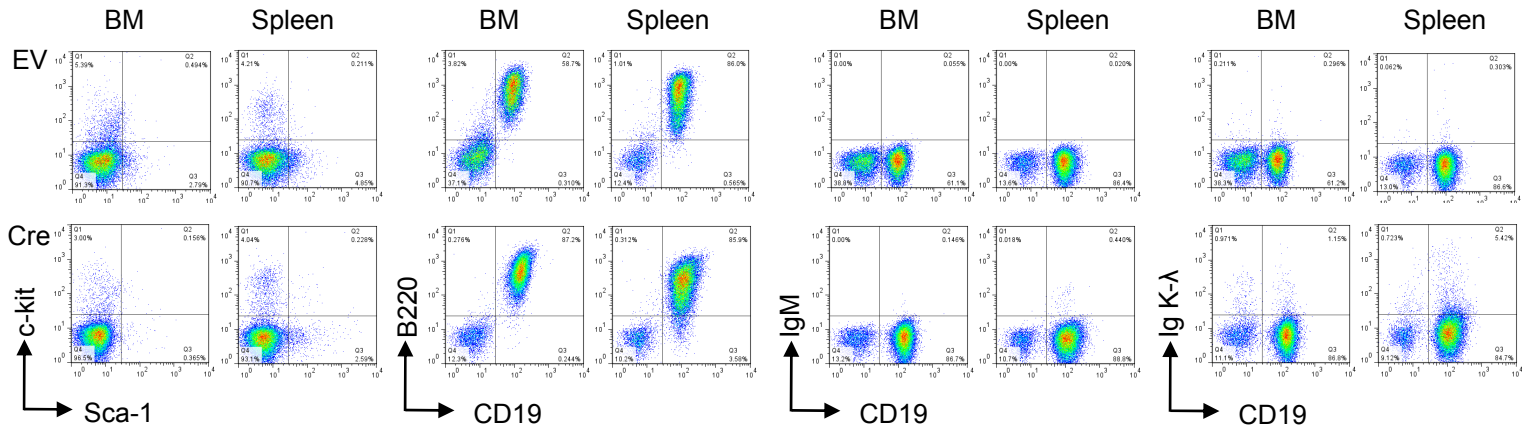 BM Spleen BM Spleen BM Spleen BM Spleen
EV
Q1 5.39% Q2 0.494% Q4 91.3% Q3 2.79%
Q1 4.21% Q2 0.211% Q4 90.7% Q3 4.85%
Q1 3.82% Q2 58.7% Q4 37.1% Q3 0.310%
Q1 1.01% Q2 86.0% Q4 12.4% Q3 0.565%
Q1 0.00% Q2 0.055% Q4 38.8% Q3 61.1%
Q1 0.00% Q2 0.020% Q4 13.6% Q3 86.4%
Q1 0.211% Q2 0.296% Q4 38.3% Q3 61.2%
Q1 0.062% Q2 0.303% Q4 13.0% Q3 86.6%
Cre
Q1 3.00% Q2 0.156% Q4 96.5% Q3 0.365%
Q1 4.04% Q2 0.228% Q4 93.1% Q3 2.59%
Q1 0.276% Q2 87.2% Q4 12.3% Q3 0.244%
Q1 0.312% Q2 85.9% Q4 10.2% Q3 3.58%
Q1 0.00% Q2 0.146% Q4 13.2% Q3 86.7%
Q1 0.018% Q2 0.440% Q4 10.7% Q3 88.8%
Q1 0.971% Q2 1.15% Q4 11.1% Q3 86.8%
Q1 0.723% Q2 5.42% Q4 9.12% Q3 84.7%
c-kit
B220
IgM
Ig K-λ
Sca-1 CD19 CD19 CD19